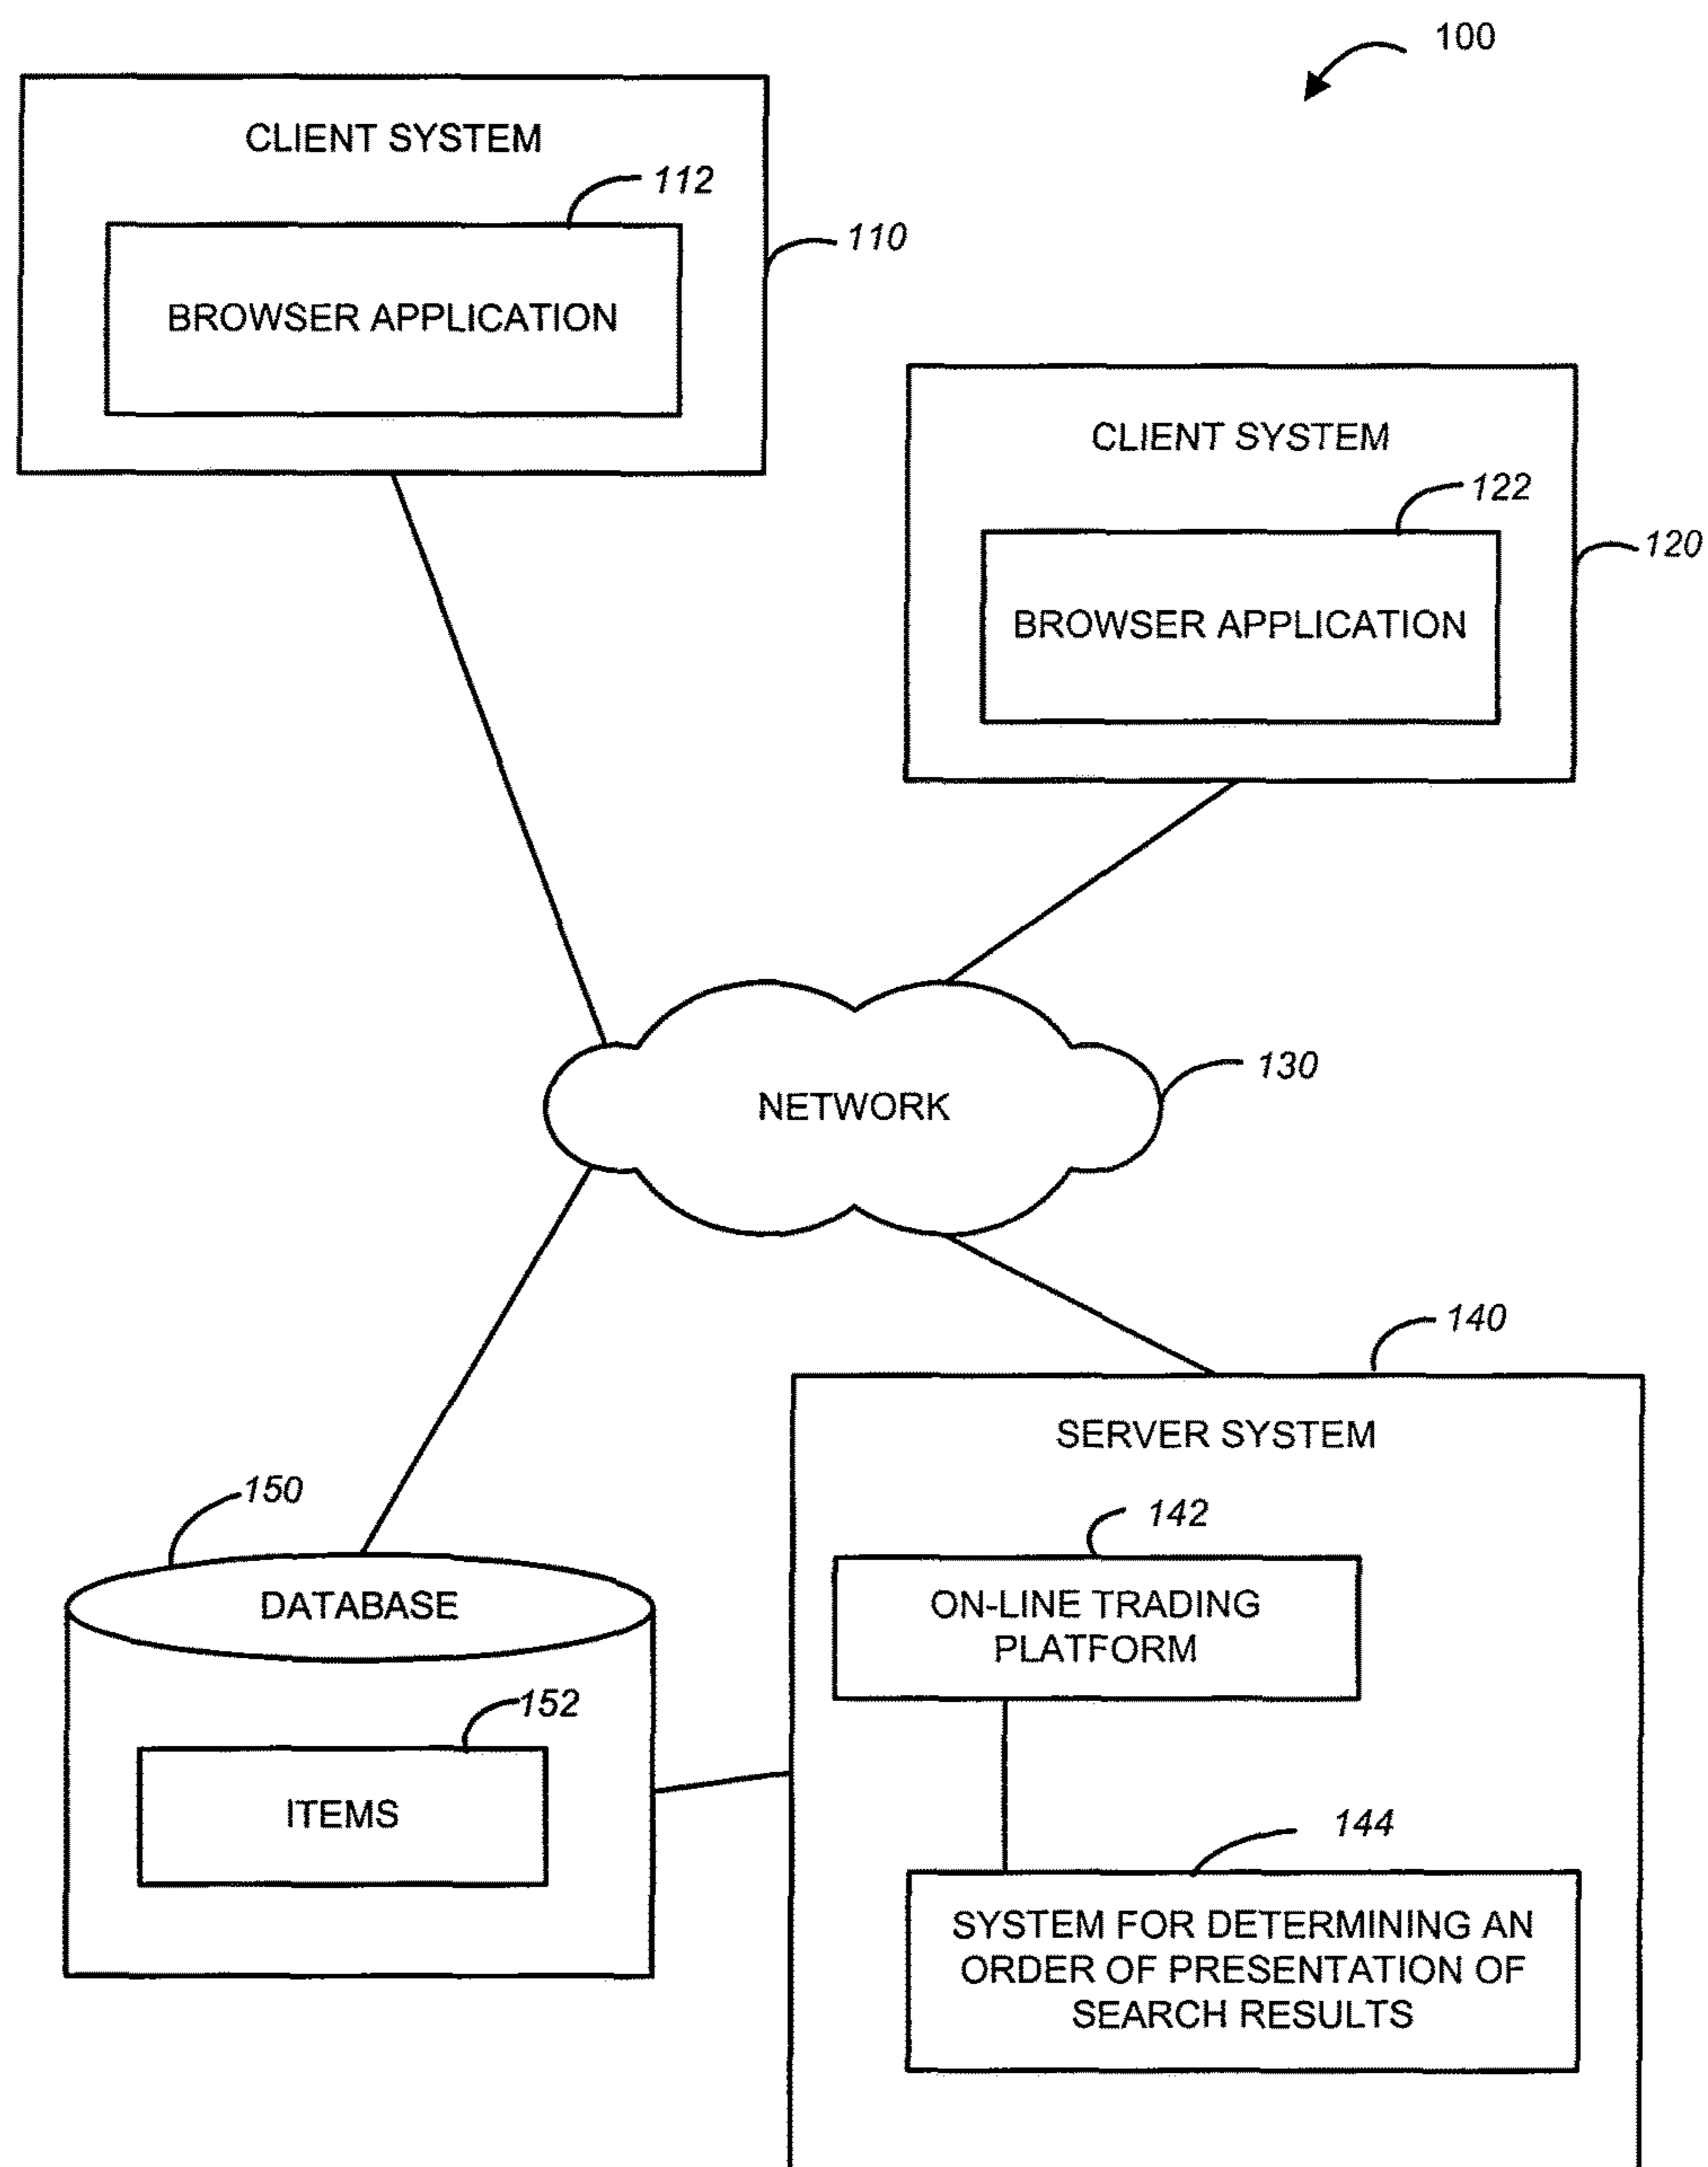 100
CLIENT SYSTEM
112
110
BROWSER APPLICATION
CLIENT SYSTEM
122
120
BROWSER APPLICATION
130
NETWORK
140
SERVER SYSTEM
150
142
DATABASE
ON-LINE TRADING
PLATFORM
152
ITEMS
144
SYSTEM FOR DETERMINING AN
ORDER OF PRESENTATION OF
SEARCH RESULTS